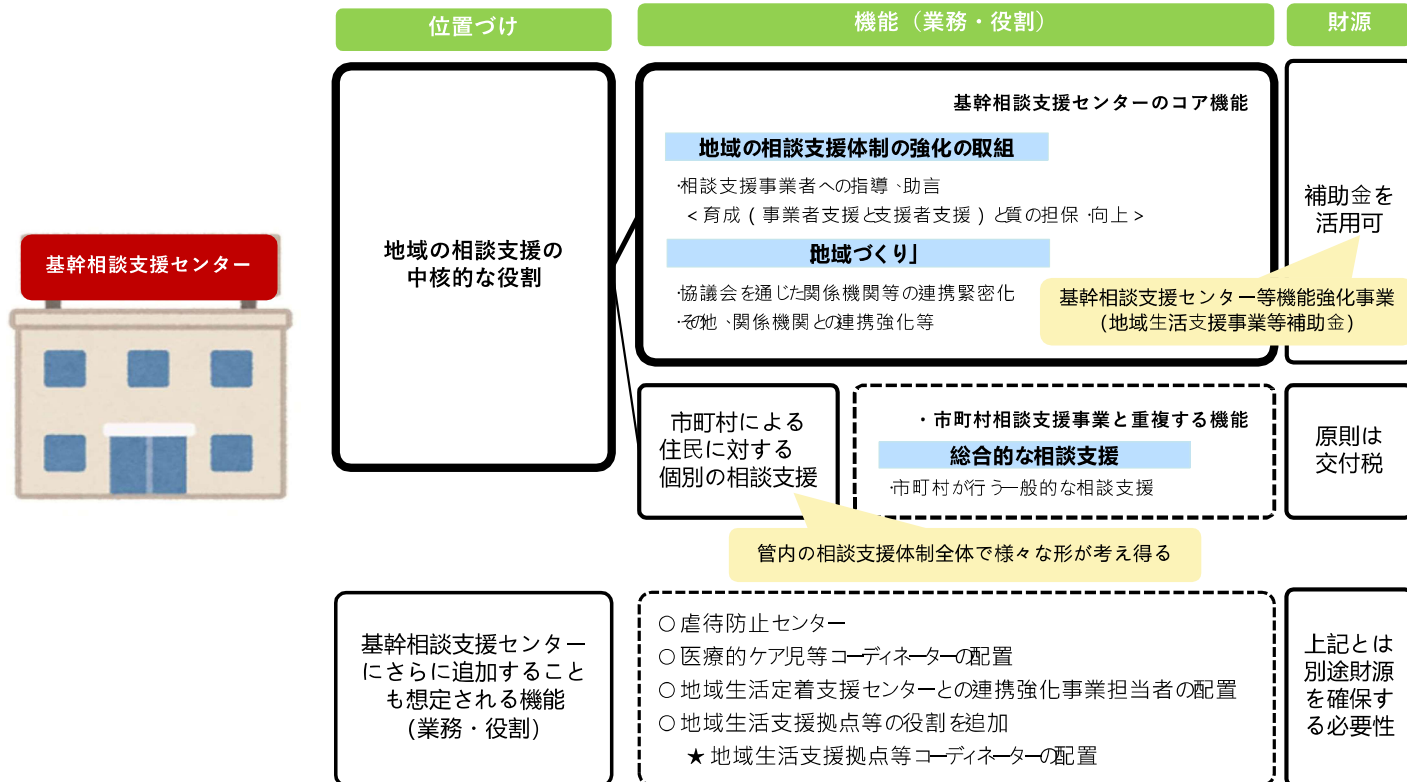 位置づけ
機能（業務・役割）
財源
基幹相談支援センター
地域の相談支援の
中核的な役割
基幹相談支援センターのコア機能
地域の相談支援体制の強化の取組
・相談支援事業者への指導、助言
＜育成（事業者支援と支援者支援）と質の担保・向上＞
「地域づくり」
・協議会を通じた関係機関等の連携緊密化
・その他、関係機関との連携強化等
補助金を
活用可
基幹相談支援センター等機能強化事業
(地域生活支援事業等補助金)
市町村による
住民に対する
個別の相談支援
・市町村相談支援事業と重複する機能
総合的な相談支援
・市町村が行う一般的な相談支援
原則は
交付税
管内の相談支援体制全体で様々な形が考え得る
基幹相談支援センター
にさらに追加すること
も想定される機能
(業務・役割)
○虐待防止センター
○医療的ケア児等コーディネーターの配置
○地域生活定着支援センターとの連携強化事業担当者の配置
○地域生活支援拠点等の役割を追加
★地域生活支援拠点等コーディネーターの配置
上記とは
別途財源
を確保す
る必要性